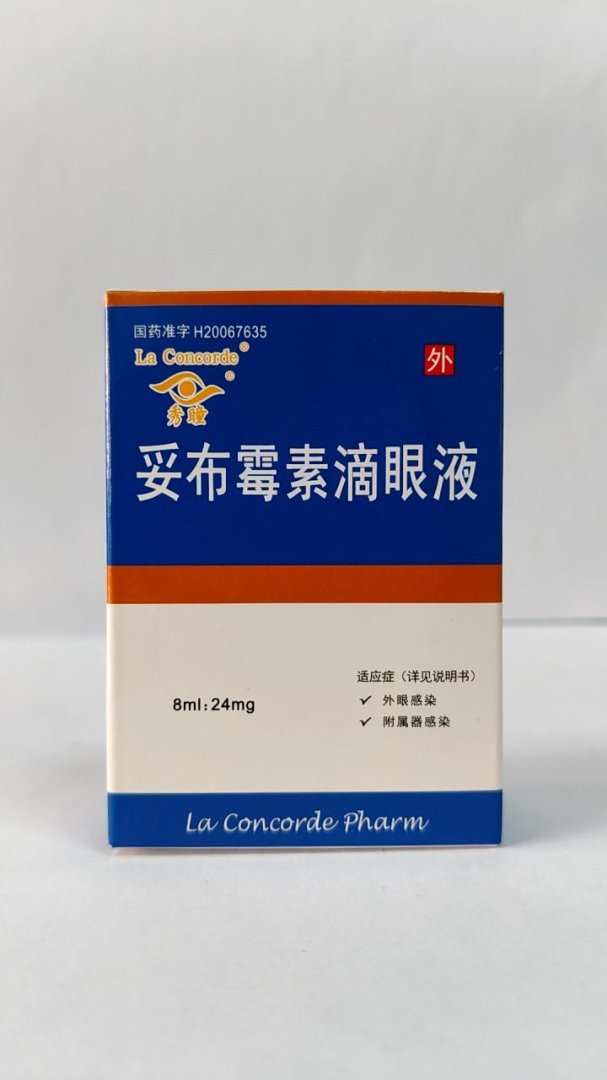 国药准字 H20067635
La Concorde®
外
®
秀瞳
妥布霉素滴眼液
适应症（详见说明书）
8ml:24mg
✓ 外眼感染
✓ 附属器感染
La Concorde Pharm